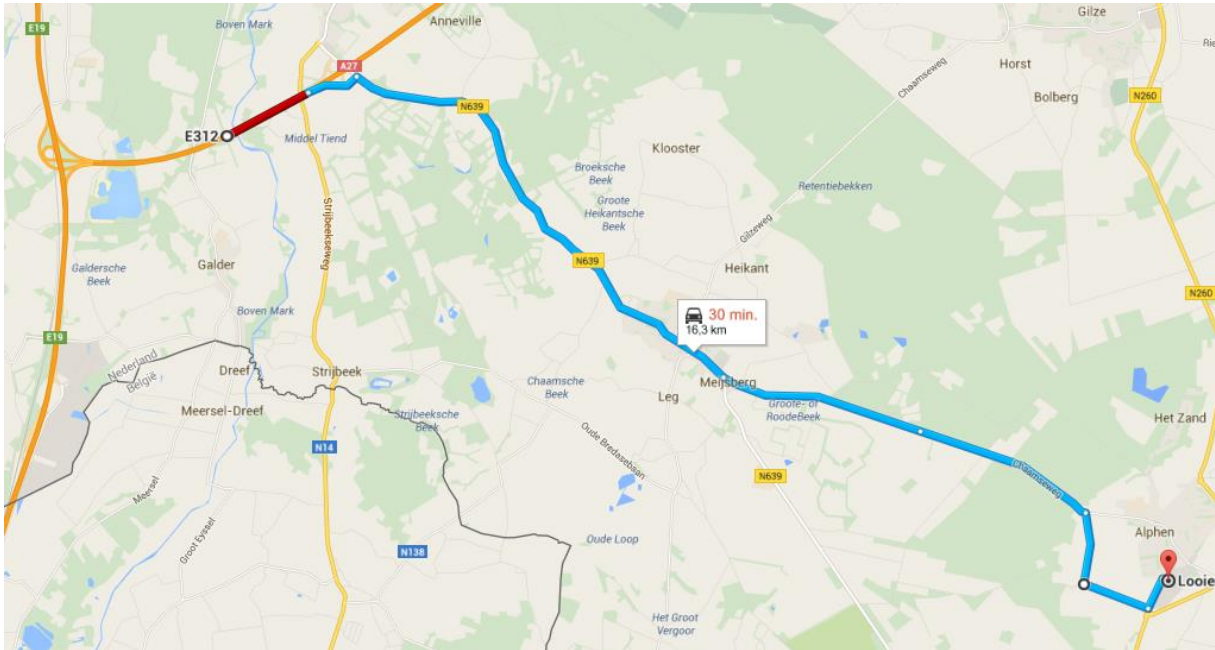 E19
Boven Mark
Anneville
Gilze
A27
Chaamseweg
Horst
Bolberg
N260
N639
E312
Middel Tiend
Klooster
Broeksche
Beek
Retentiebekken
Groote
Heikantsche
Beek
Strijbeekseweg
Gilzeweg
Galder
Galdersche
Beek
N639
Heikant
N260
Boven Mark
30 min.
16,3 km
E19
Nederland
België
Dreef
Strijbeek
Chaamsche
Beek
Meijsberg
Leg
Groote- of
RoodeBeek
Meersel-Dreef
Strijbeeksche
Beek
Het Zand
N14
Oude Bredasebaan
Chaamseweg
N639
Meersel
Groot Eyssel
Alphen
Oude Loop
N138
Looie
Het Groot
Vergoor